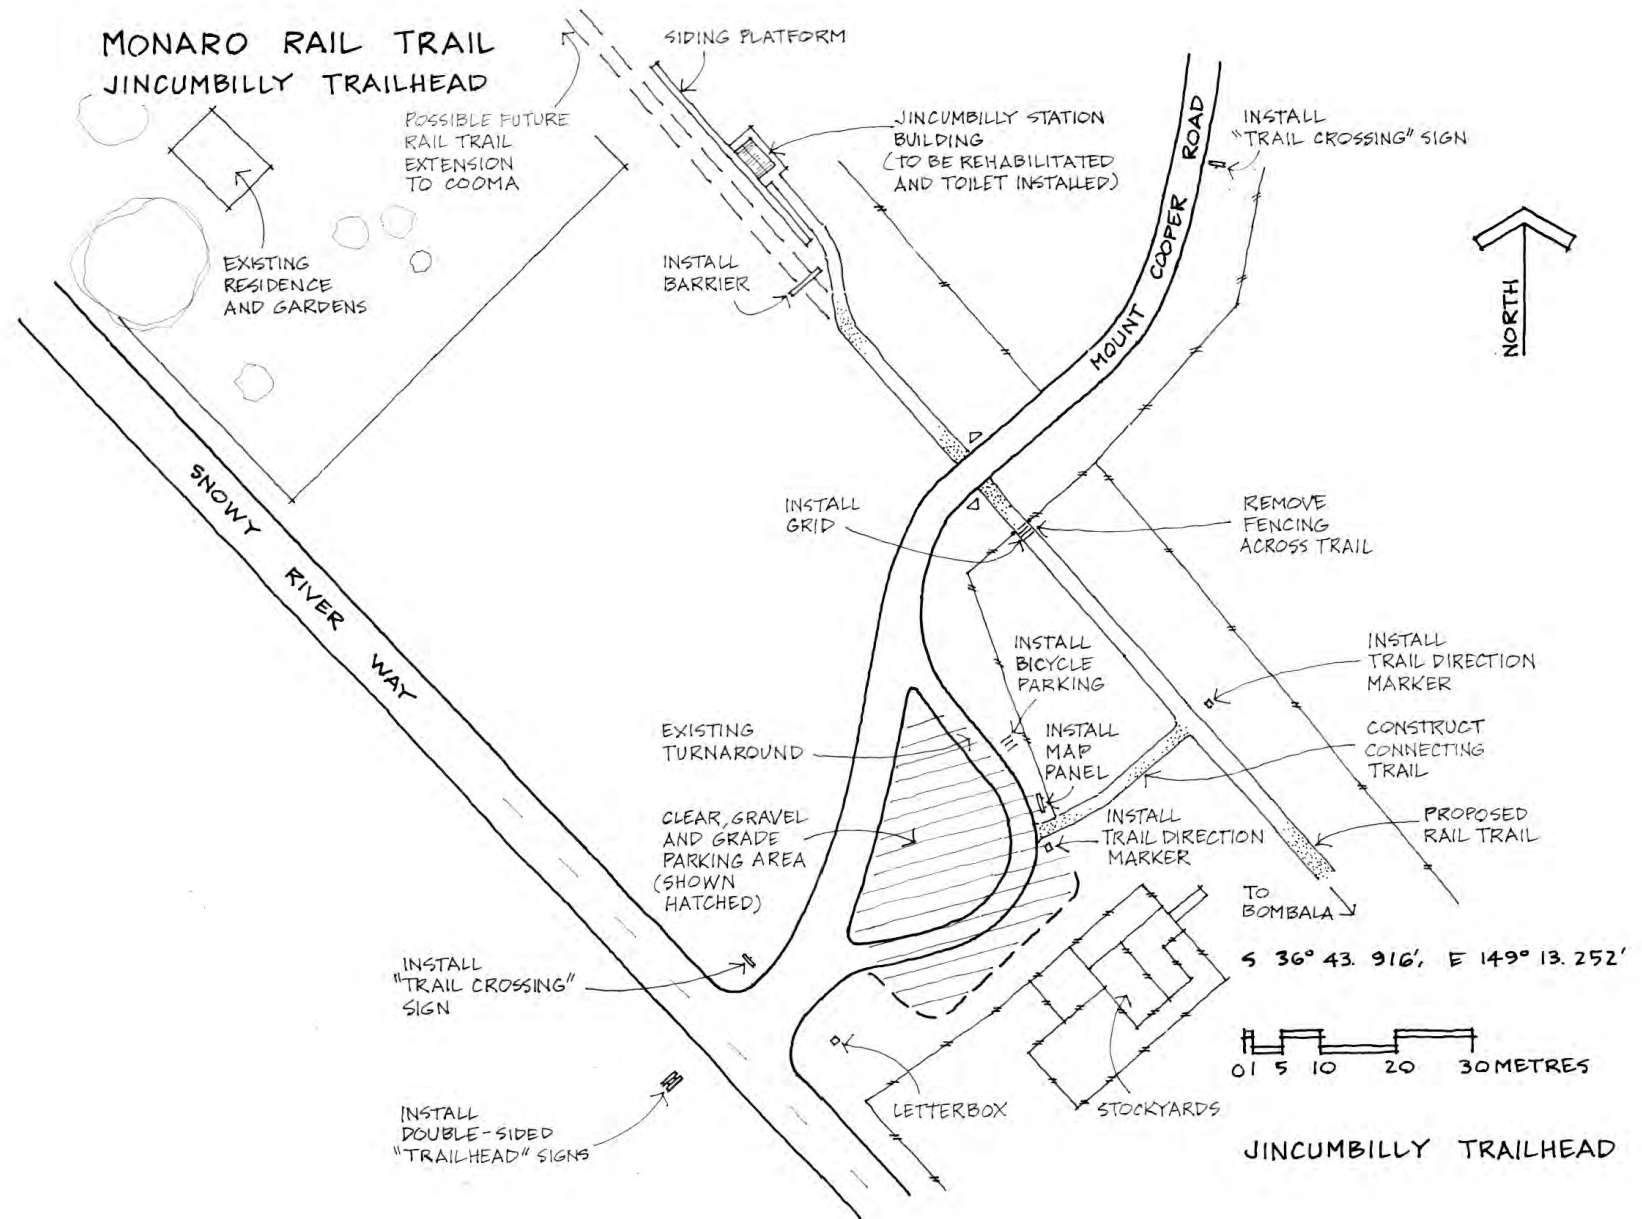 MONARO RAIL TRAIL
JINCUMBILLY TRAILHEAD
SIDING PLATFORM
POSSIBLE FUTURE
RAIL TRAIL
EXTENSION
TO COOMA
JINCUMBILLY STATION
BUILDING
(TO BE REHABILITATED
AND TOILET INSTALLED)
MOUNT COOPER ROAD
INSTALL
"TRAIL CROSSING" SIGN
EXISTING
RESIDENCE
AND GARDENS
INSTALL
BARRIER
NORTH
SNOWY RIVER WAY
INSTALL
GRID
REMOVE
FENCING
ACROSS TRAIL
INSTALL
BICYCLE
PARKING
INSTALL
TRAIL DIRECTION
MARKER
EXISTING
TURNAROUND
INSTALL
MAP
PANEL
CONSTRUCT
CONNECTING
TRAIL
CLEAR, GRAVEL
AND GRADE
PARKING AREA
(SHOWN
HATCHED)
INSTALL
TRAIL DIRECTION
MARKER
PROPOSED
RAIL TRAIL
TO
BOMBALA
INSTALL
"TRAIL CROSSING"
SIGN
S 36° 43. 916', E 149° 13. 252'
0 1 5 10 20 30 METRES
INSTALL
DOUBLE-SIDED
"TRAILHEAD" SIGNS
LETTERBOX
STOCKYARDS
JINCUMBILLY TRAILHEAD